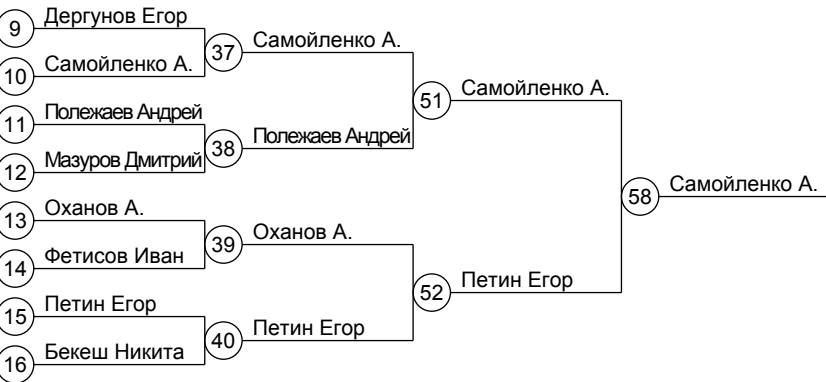 9 Дергунов Егор
37 Самойленко А.
10 Самойленко А.
51 Самойленко А.
11 Полежаев Андрей
38 Полежаев Андрей
12 Мазуров Дмитрий
58 Самойленко А.
13 Оханов А.
39 Оханов А.
14 Фетисов Иван
52 Петин Егор
15 Петин Егор
40 Петин Егор
16 Бекеш Никита